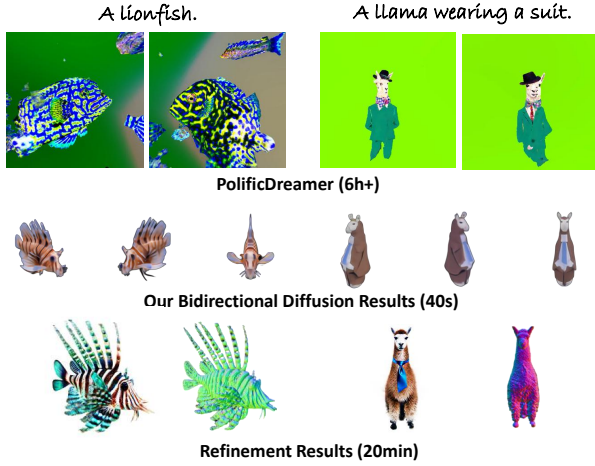 A lionfish.
A llama wearing a suit.
PolificDreamer (6h+)
Our Bidirectional Diffusion Results (40s)
Refinement Results (20min)